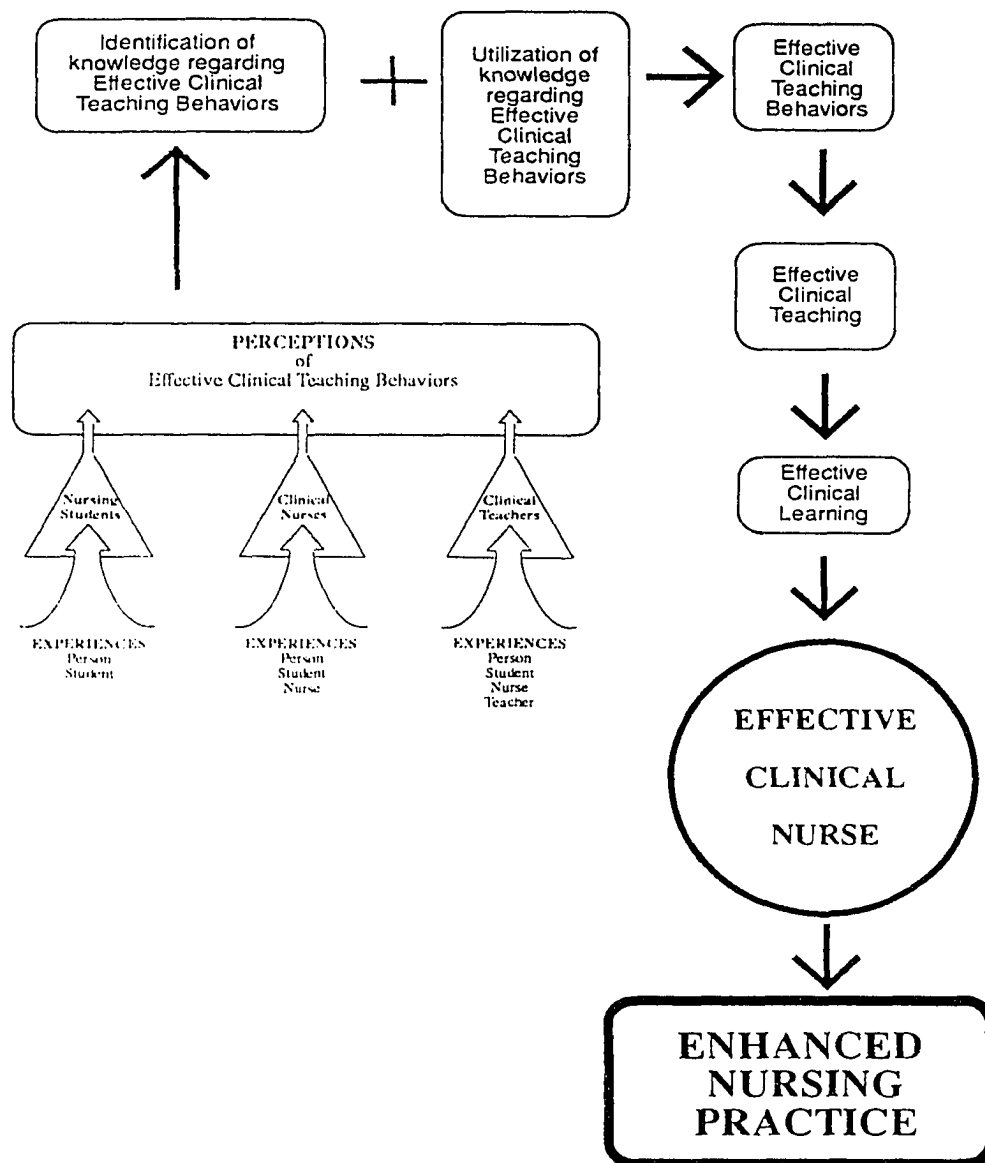 Identification of
knowledge regarding
Effective Clinical
Teaching Behaviors
Utilization of
knowledge
regarding
Effective
Clinical
Teaching
Behaviors
Effective
Clinical
Teaching
Behaviors
Effective
Clinical
Teaching
Effective
Clinical
Learning
PERCEPTIONS
of
Effective Clinical Teaching Behaviors
Nursing
Students
Clinical
Nurses
Clinical
Teachers
EXPERIENCES
Person
Student
EXPERIENCES
Person
Student
Nurse
EXPERIENCES
Person
Student
Nurse
Teacher
EFFECTIVE
CLINICAL
NURSE
ENHANCED
NURSING
PRACTICE